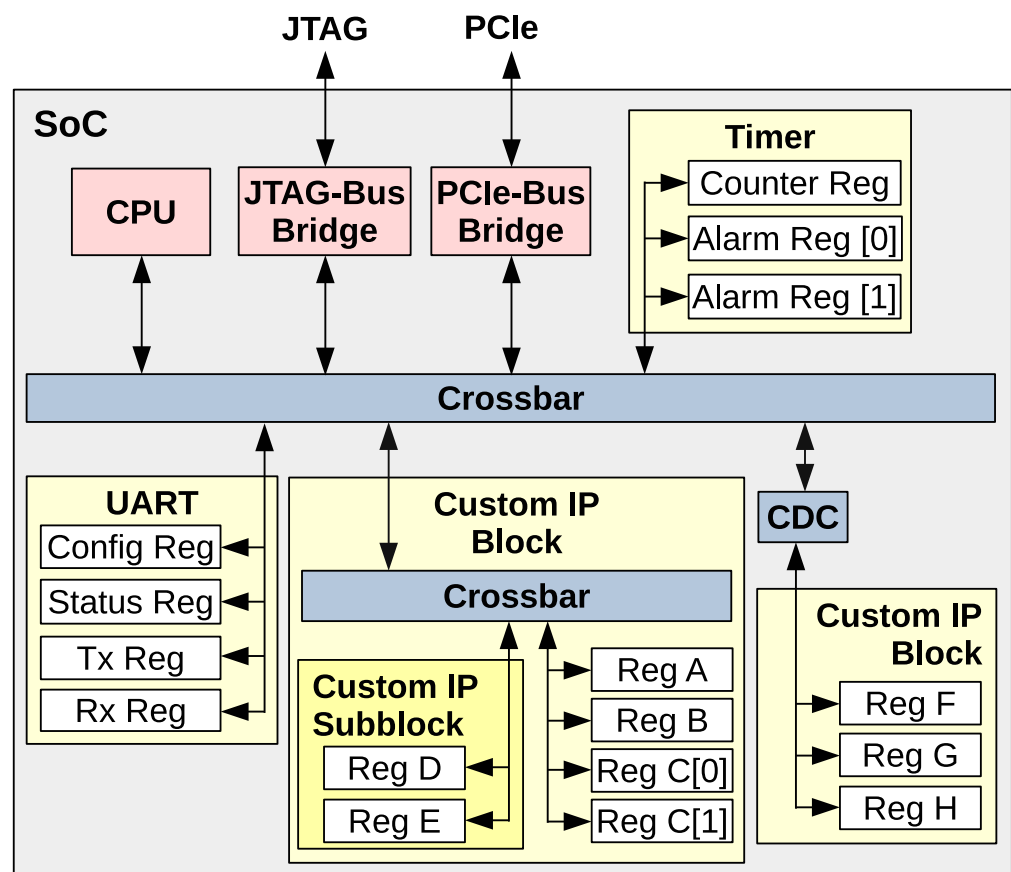 JTAG
PCIe
SoC
CPU
JTAG-Bus
Bridge
PCIe-Bus
Bridge
Timer
Counter Reg
Alarm Reg [0]
Alarm Reg [1]
Crossbar
UART
Config Reg
Status Reg
Tx Reg
Rx Reg
Custom IP
Block
Crossbar
Custom IP
Subblock
Reg D
Reg E
Reg A
Reg B
Reg C[0]
Reg C[1]
CDC
Custom IP
Block
Reg F
Reg G
Reg H